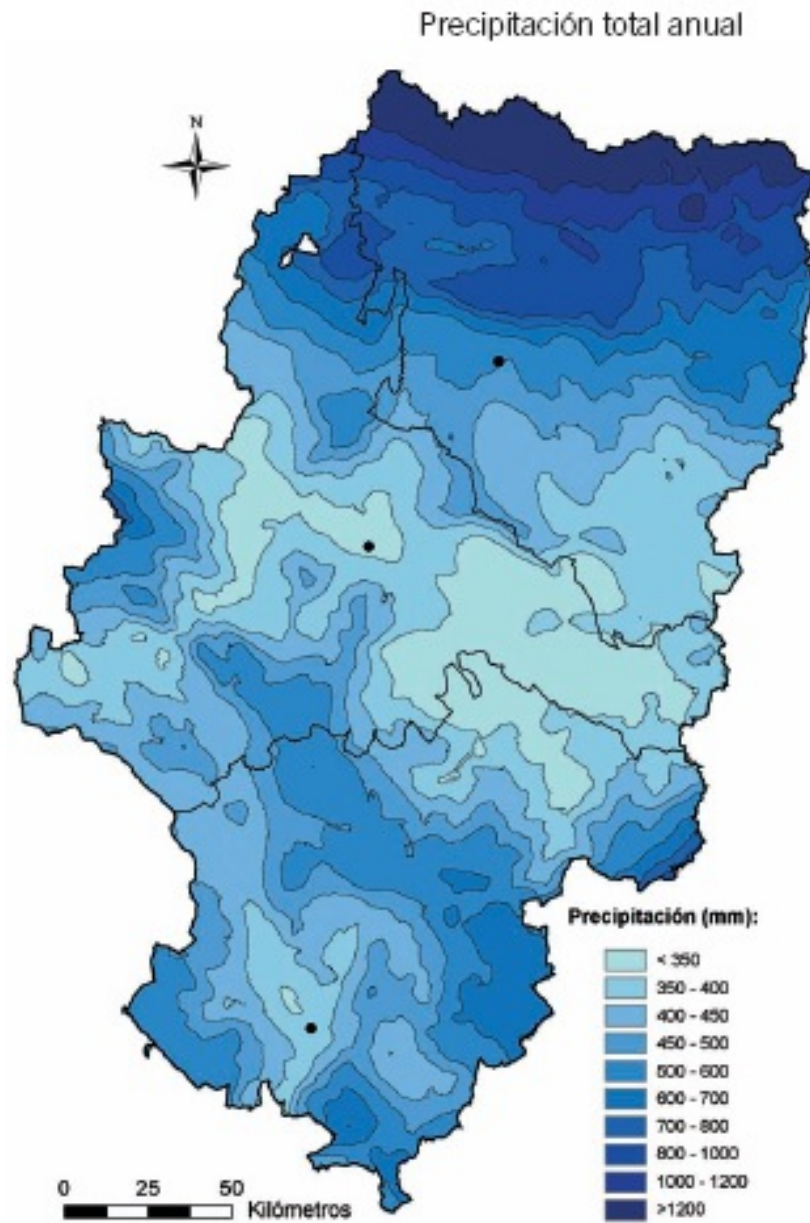 Precipitación total anual
N
Precipitación (mm):
< 350
350 - 400
400 - 450
450 - 500
500 - 600
600 - 700
700 - 800
800 - 1000
1000 - 1200
>1200
0 25 50
Kilómetros